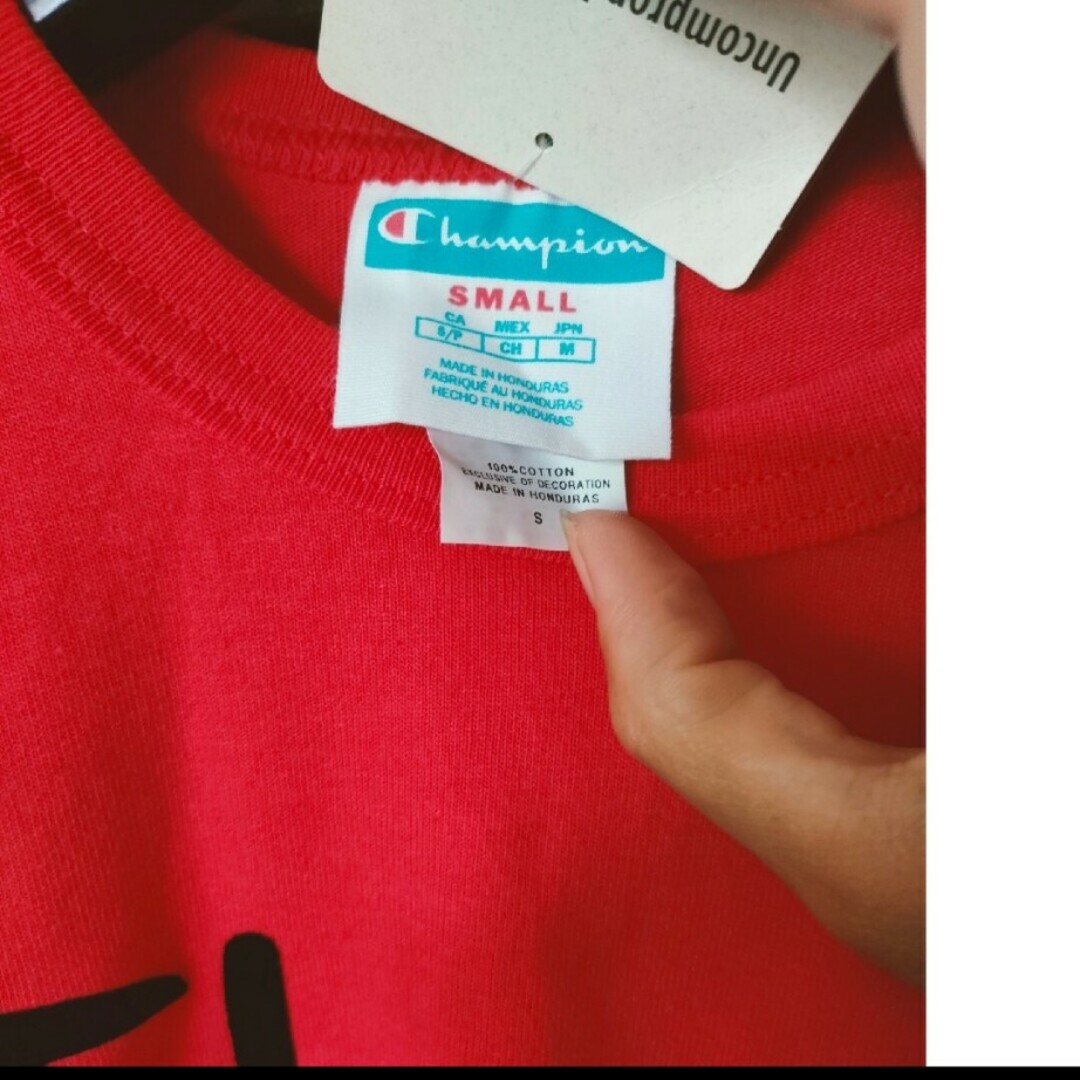 Champion
SMALL
CA MEX JPN
S/P CH M
MADE IN HONDURAS
FABRIQUÉ AU HONDURAS
HECHO EN HONDURAS
100% COTTON
EXCLUSIVE OF DECORATION
MADE IN HONDURAS
S